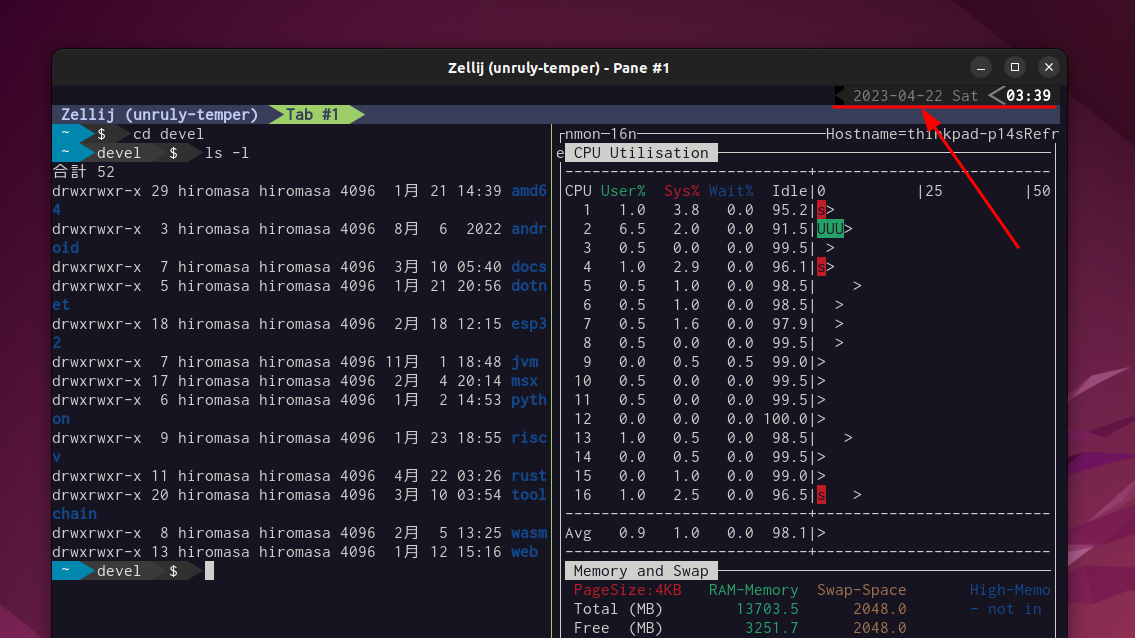 Zellij (unruly-temper) - Pane #1
2023-04-22 Sat 03:39
Zellij (unruly-temper) Tab #1
~ $ cd devel
~ devel $ ls -l
合計 52
drwxrwxr-x 29 hiromasa hiromasa 4096 1月 21 14:39 amd6
4
drwxrwxr-x 3 hiromasa hiromasa 4096 8月 6 2022 andr
oid
drwxrwxr-x 7 hiromasa hiromasa 4096 3月 10 05:40 docs
drwxrwxr-x 5 hiromasa hiromasa 4096 1月 21 20:56 dotn
et
drwxrwxr-x 18 hiromasa hiromasa 4096 2月 18 12:15 esp3
2
drwxrwxr-x 7 hiromasa hiromasa 4096 11月 1 18:48 jvm
drwxrwxr-x 17 hiromasa hiromasa 4096 2月 4 20:14 msx
drwxrwxr-x 6 hiromasa hiromasa 4096 1月 2 14:53 pyth
on
drwxrwxr-x 9 hiromasa hiromasa 4096 1月 23 18:55 risc
v
drwxrwxr-x 11 hiromasa hiromasa 4096 4月 22 03:26 rust
drwxrwxr-x 20 hiromasa hiromasa 4096 3月 10 03:54 tool
chain
drwxrwxr-x 8 hiromasa hiromasa 4096 2月 5 13:25 wasm
drwxrwxr-x 13 hiromasa hiromasa 4096 1月 12 15:16 web
~ devel $
nmon-16n Hostname=thinkpad-p14sRefr
e CPU Utilisation
CPU User% Sys% Wait% Idle|0 |25 |50
1 1.0 3.8 0.0 95.2|s>
2 6.5 2.0 0.0 91.5|UUU>
3 0.5 0.0 0.0 99.5| >
4 1.0 2.9 0.0 96.1|s>
5 0.5 1.0 0.0 98.5| >
6 0.5 1.0 0.0 98.5| >
7 0.5 1.6 0.0 97.9| >
8 0.5 0.0 0.0 99.5| >
9 0.0 0.5 0.5 99.0|>
10 0.5 0.0 0.0 99.5|>
11 0.5 0.0 0.0 99.5|>
12 0.0 0.0 0.0 100.0|>
13 1.0 0.5 0.0 98.5| >
14 0.0 0.5 0.0 99.5|>
15 0.0 1.0 0.0 99.0|>
16 1.0 2.5 0.0 96.5|s >
Avg 0.9 1.0 0.0 98.1|>
Memory and Swap
PageSize:4KB RAM-Memory Swap-Space High-Memo
Total (MB) 13703.5 2048.0 - not in
Free (MB) 3251.7 2048.0